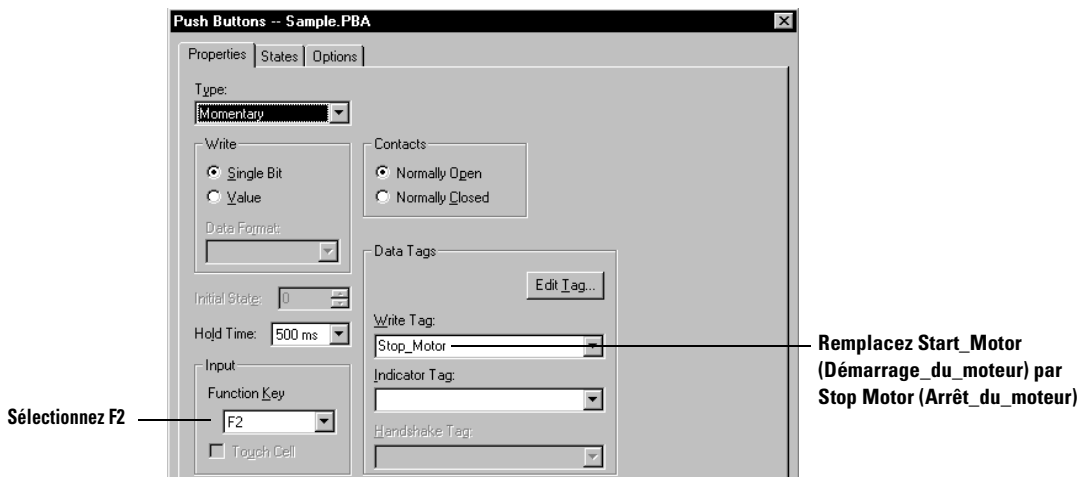 Push Buttons -- Sample.PBA
Properties
States
Options
Type:
Momentary
Write
Single Bit
Value
Data Format:
Contacts
Normally Open
Normally Closed
Data Tags
Edit Tag...
Initial State:
0
Hold Time:
500 ms
Write Tag:
Stop_Motor
Indicator Tag:
Handshake Tag:
Input
Function Key
F2
Touch Cell
Sélectionnez F2
Remplacez Start_Motor
(Démarrage_du_moteur) par
Stop Motor (Arrêt_du_moteur)